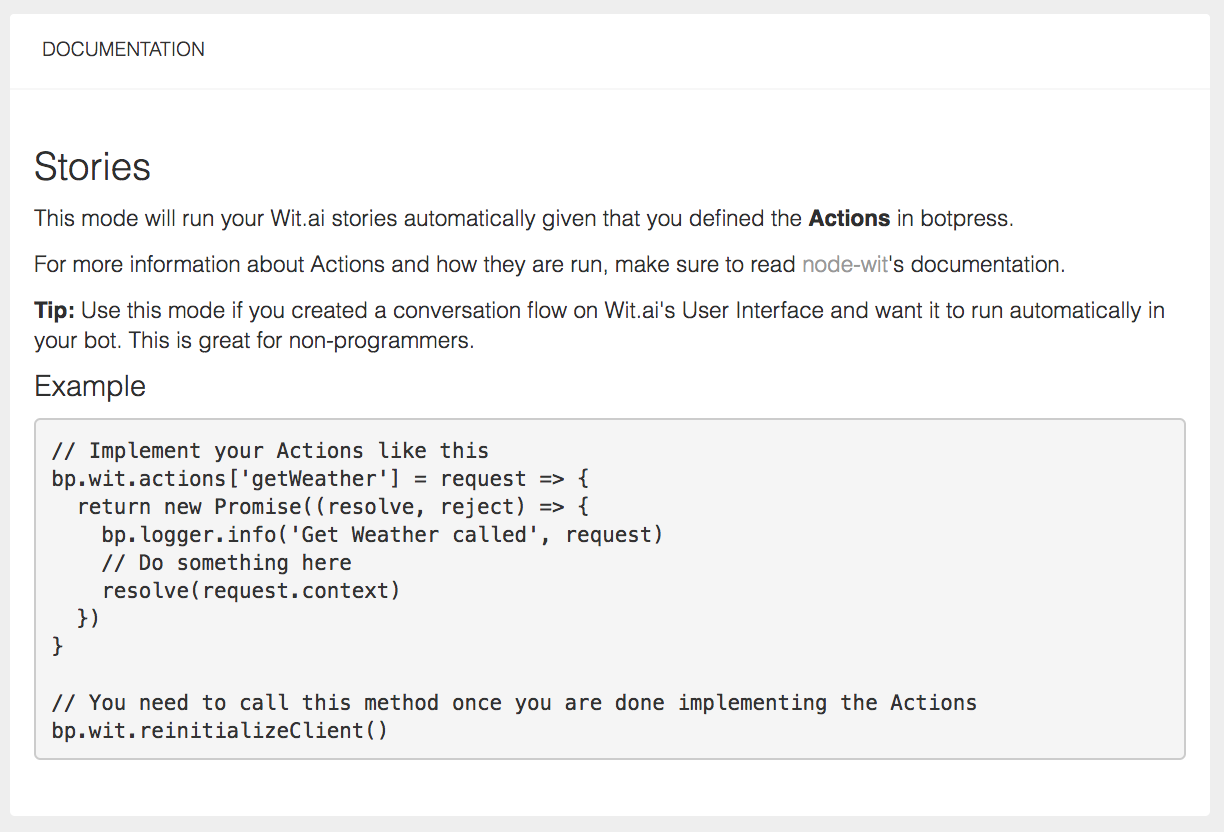 DOCUMENTATION
Stories
This mode will run your Wit.ai stories automatically given that you defined the Actions in botpress.
For more information about Actions and how they are run, make sure to read node-wit's documentation.
Tip: Use this mode if you created a conversation flow on Wit.ai's User Interface and want it to run automatically in
your bot. This is great for non-programmers.
Example
// Implement your Actions like this
bp.wit.actions['getWeather'] = request => {
  return new Promise((resolve, reject) => {
    bp.logger.info('Get Weather called', request)
    // Do something here
    resolve(request.context)
  })
}
// You need to call this method once you are done implementing the Actions
bp.wit.reinitializeClient()